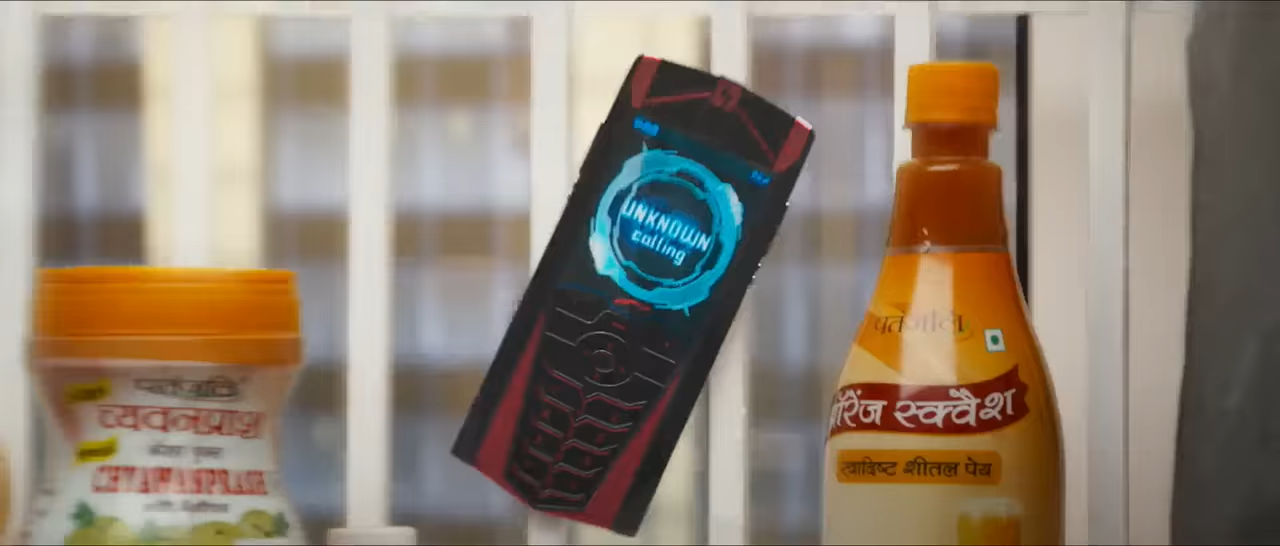 UNKNOWN
calling
पतंजलि
च्यवनप्राश
CHYAWANPRASH
पतंजलि
ऑरेंज स्क्वैश
स्वादिष्ट शीतल पेय